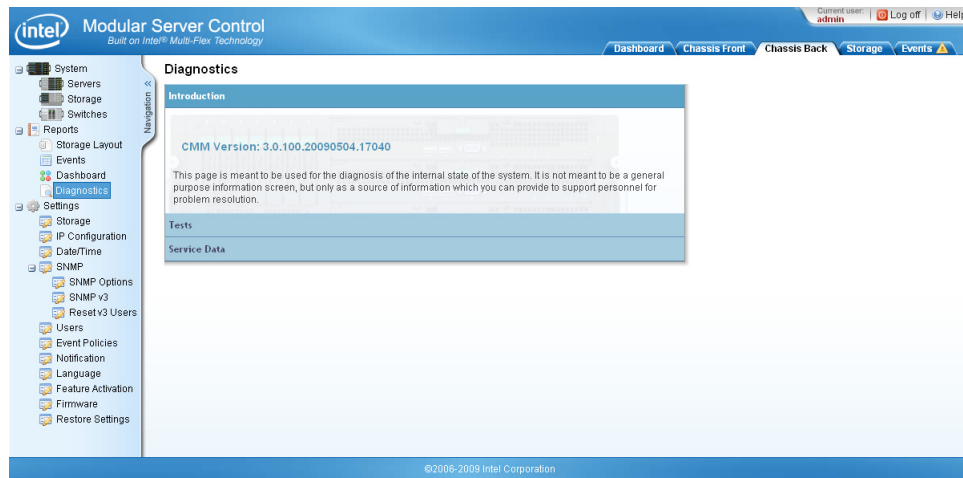 intel
Modular Server Control
Built on Intel® Multi-Flex Technology
Current user:
admin
Log off
Help
Dashboard
Chassis Front
Chassis Back
Storage
Events
System
Servers
Storage
Switches
Reports
Storage Layout
Events
Dashboard
Diagnostics
Settings
Storage
IP Configuration
Date/Time
SNMP
SNMP Options
SNMP v3
Reset v3 Users
Users
Event Policies
Notification
Language
Feature Activation
Firmware
Restore Settings
«
Navigation
Diagnostics
Introduction
CMM Version: 3.0.100.20090504.17040
This page is meant to be used for the diagnosis of the internal state of the system. It is not meant to be a general
purpose information screen, but only as a source of information which you can provide to support personnel for
problem resolution.
Tests
Service Data
©2006-2009 Intel Corporation